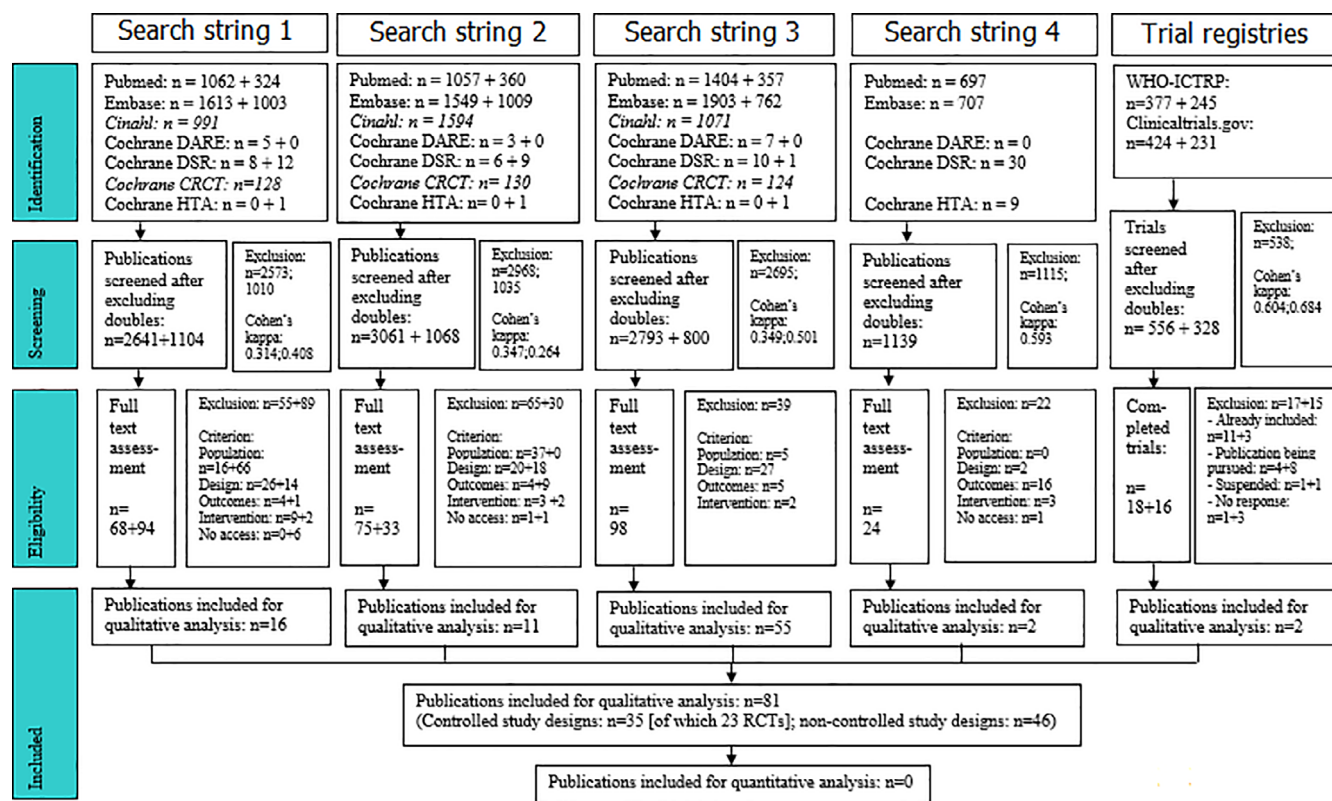 Search string 1
Search string 2
Search string 3
Search string 4
Trial registries
Identification
Pubmed: n = 1062 + 324
Embase: n = 1613 + 1003
Cinahl: n = 991
Cochrane DARE: n = 5 + 0
Cochrane DSR: n = 8 + 12
Cochrane CRCT: n=128
Cochrane HTA: n = 0 + 1
Pubmed: n = 1057 + 360
Embase: n = 1549 + 1009
Cinahl: n = 1594
Cochrane DARE: n = 3 + 0
Cochrane DSR: n = 6 + 9
Cochrane CRCT: n= 130
Cochrane HTA: n= 0 + 1
Pubmed: n = 1404 + 357
Embase: n = 1903 + 762
Cinahl: n = 1071
Cochrane DARE: n = 7 + 0
Cochrane DSR: n = 10 + 1
Cochrane CRCT: n = 124
Cochrane HTA: n = 0 + 1
Pubmed: n = 697
Embase: n = 707
Cochrane DARE: n = 0
Cochrane DSR: n = 30
Cochrane HTA: n = 9
WHO-ICTRP:
n=377 + 245
Clinicaltrials.gov:
n=424 + 231
Screening
Publications
screened after
excluding
doubles:
n=2641+1104
Exclusion:
n=2573;
1010
Cohen's
kappa:
0.314;0.408
Publications
screened after
excluding
doubles:
n=3061 + 1068
Exclusion:
n=2968;
1035
Cohen's
kappa:
0.347;0.264
Publications
screened after
excluding
doubles:
n=2793 + 800
Exclusion:
n=2695;
Cohen's
kappa:
0.349;0.501
Publications
screened after
excluding
doubles:
n=1139
Exclusion:
n=1115;
Cohen's
kappa:
0.593
Trials
screened
after
excluding
doubles:
n= 556 + 328
Exclusion:
n=538;
Cohen's
kappa:
0.604;0.684
Eligibility
Full
text
assess-
ment
n=
68+94
Exclusion: n=55+89
Criterion:
Population:
n=16+66
Design: n=26+14
Outcomes: n=4+1
Intervention: n=9+2
No access: n=0+6
Full
text
assess-
ment
n=
75+33
Exclusion: n=65+30
Criterion:
Population: n=37+0
Design: n=20+18
Outcomes: n=4+9
Intervention: n=3 +2
No access: n=1+1
Full
text
assess-
ment
n=
98
Exclusion: n=39
Criterion:
Population: n=5
Design: n=27
Outcomes: n=5
Intervention: n=2
Full
text
assess-
ment
n=
24
Exclusion: n=22
Criterion:
Population: n=0
Design: n=2
Outcomes: n=16
Intervention: n=3
No access: n=1
Com-
pleted
trials:
n=
18+16
Exclusion: n=17+15
- Already included:
n=11+3
- Publication being
pursued: n=4+8
- Suspended: n=1+1
- No response:
n=1+3
Included
Publications included for
qualitative analysis: n=16
Publications included for
qualitative analysis: n=11
Publications included for
qualitative analysis: n=55
Publications included for
qualitative analysis: n=2
Publications included for
qualitative analysis: n=2
Publications included for qualitative analysis: n=81
(Controlled study designs: n=35 [of which 23 RCTs]; non-controlled study designs: n=46)
Publications included for quantitative analysis: n=0